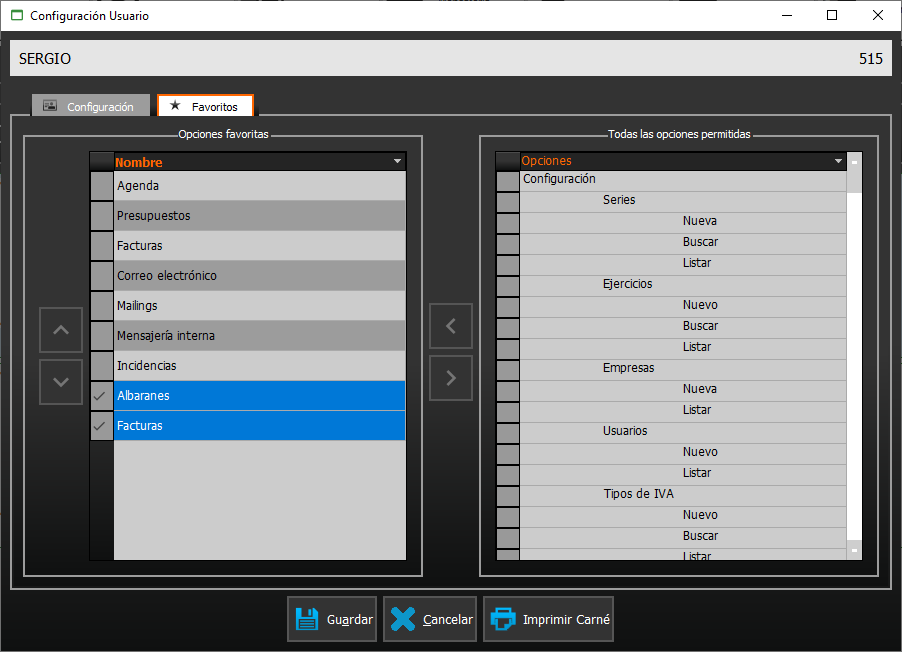 Configuración Usuario
SERGIO 515
Configuración Favoritos
Opciones favoritas
Nombre
Agenda
Presupuestos
Facturas
Correo electrónico
Mailings
Mensajería interna
Incidencias
Albaranes
Facturas
Todas las opciones permitidas
Opciones
Configuración
Series
Nueva
Buscar
Listar
Ejercicios
Nuevo
Buscar
Listar
Empresas
Nueva
Listar
Usuarios
Nuevo
Listar
Tipos de IVA
Nuevo
Buscar
Listar
Guardar Cancelar Imprimir Carné